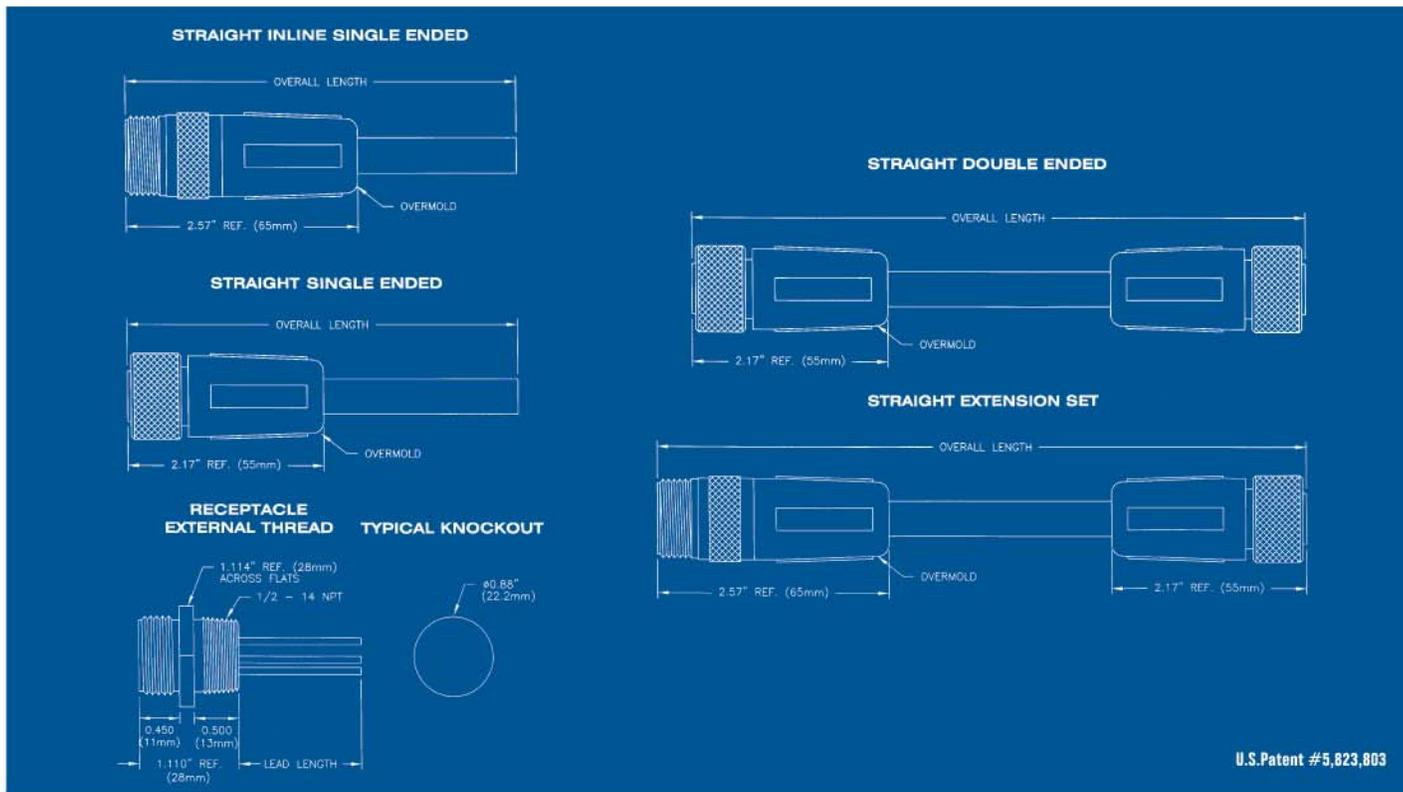 STRAIGHT INLINE SINGLE ENDED
OVERALL LENGTH
OVERMOLD
2.57" REF. (65mm)
STRAIGHT SINGLE ENDED
OVERALL LENGTH
OVERMOLD
2.17" REF. (55mm)
RECEPTACLE
EXTERNAL THREAD
1.114" REF. (28mm)
ACROSS FLATS
1/2 - 14 NPT
0.450
(11mm)
0.500
(13mm)
1.110" REF.
(28mm)
LEAD LENGTH
TYPICAL KNOCKOUT
ø0.88"
(22.2mm)
STRAIGHT DOUBLE ENDED
OVERALL LENGTH
OVERMOLD
2.17" REF. (55mm)
STRAIGHT EXTENSION SET
OVERALL LENGTH
OVERMOLD
2.57" REF. (65mm)
2.17" REF. (55mm)
U.S.Patent #5,823,803